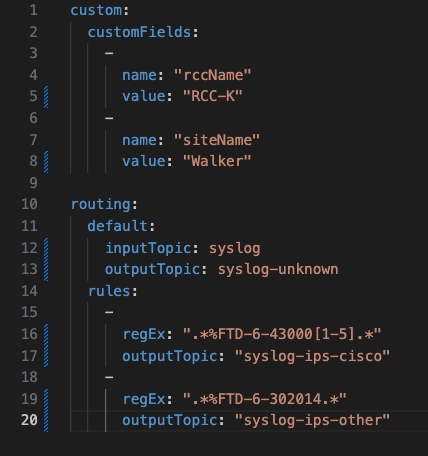 1 custom:
2 customFields:
3 -
4 name: "rccName"
5 value: "RCC-K"
6 -
7 name: "siteName"
8 value: "Walker"
9
10 routing:
11 default:
12 inputTopic: syslog
13 outputTopic: syslog-unknown
14 rules:
15 -
16 regEx: ".*%FTD-6-43000[1-5].*"
17 outputTopic: "syslog-ips-cisco"
18 -
19 regEx: ".*%FTD-6-302014.*"
20 outputTopic: "syslog-ips-other"